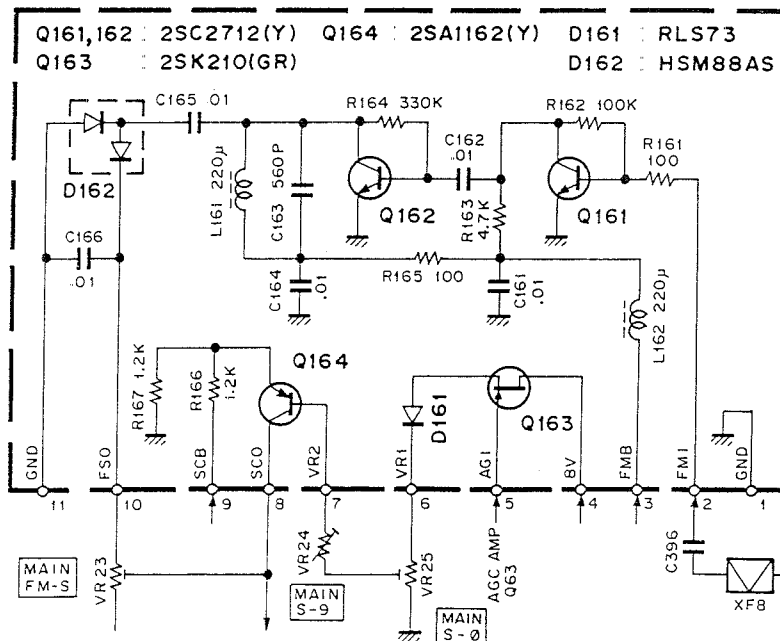 Q161,162 : 2SC2712(Y) Q164 : 2SA1162(Y) D161 : RLS73
Q163 : 2SK210(GR) D162 : HSM88AS
C165 .01
R164 330K
R162 100K
C162
.01
R161
100
D162
L161 220μ
C163 560P
Q162
R163
4.7K
Q161
C166
.01
C164
.01
R165 100
C161
.01
L162 220μ
R167 1.2K
R166
1.2K
Q164
D161
Q163
GND
FSO
SCB
SCO
VR2
VR1
AGI
8V
FMB
FMI
GND
11
10
9
8
7
6
5
4
3
2
1
MAIN
FM-S
VR23
VR24
MAIN
S-9
VR25
MAIN
S-0
AGC AMP
Q63
C396
XF8